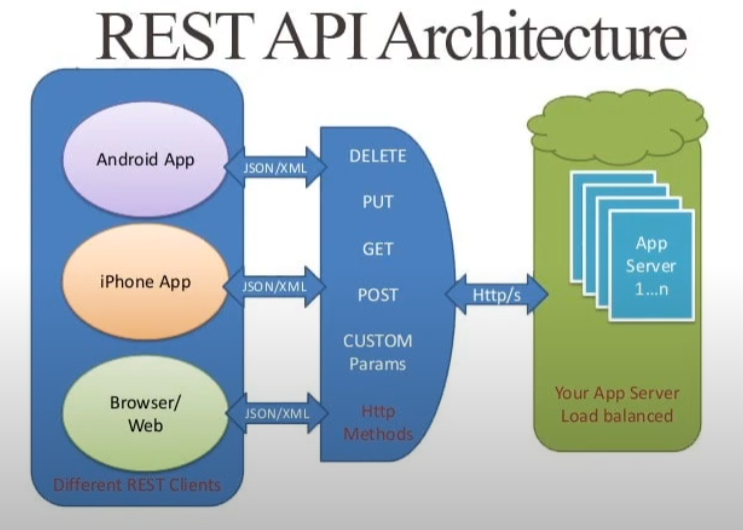 REST API Architecture
Android App
JSON/XML
DELETE
PUT
GET
POST
CUSTOM
Params
Http
Methods
iPhone App
JSON/XML
Browser/
Web
JSON/XML
Different REST Clients
Http/s
App
Server
1...n
Your App Server
Load balanced